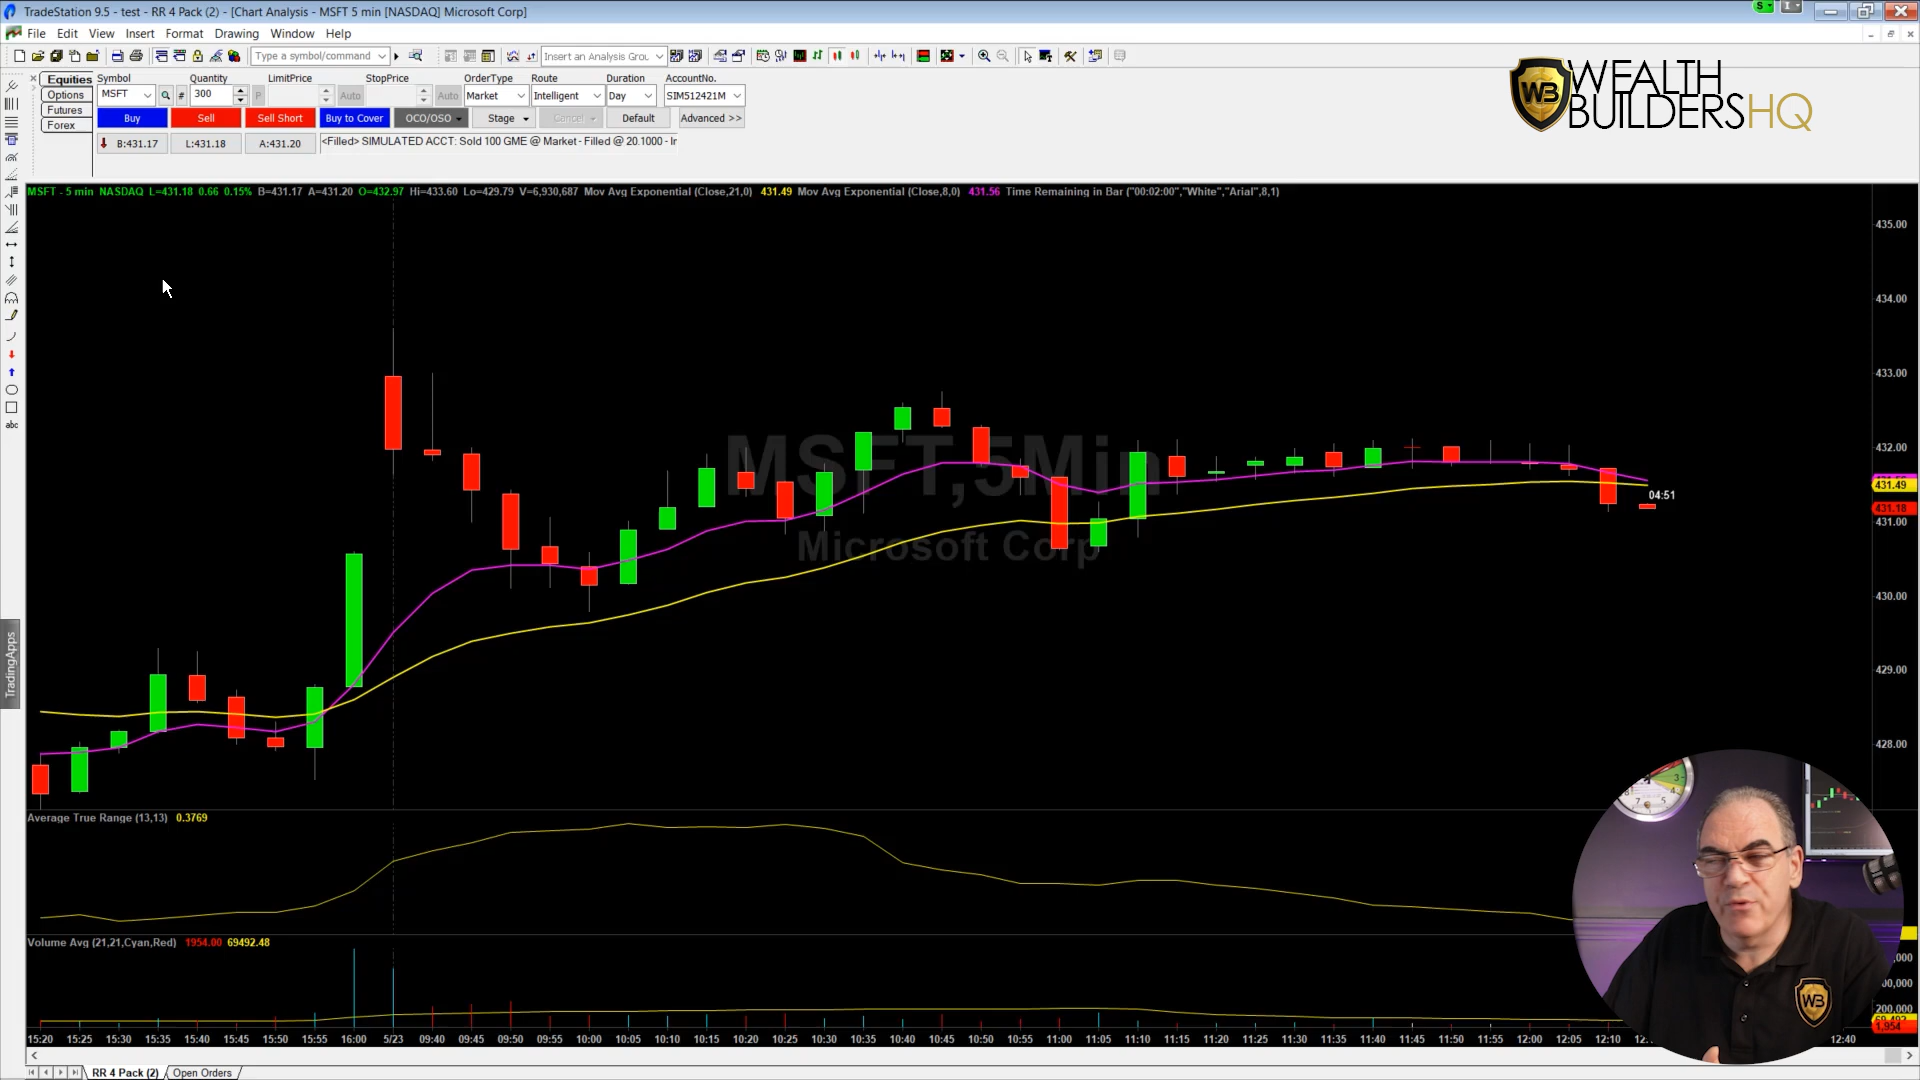 TradeStation 9.5 - test - RR 4 Pack (2) - [Chart Analysis - MSFT 5 min [NASDAQ] Microsoft Corp]
File Edit View Insert Format Drawing Window Help
Type a symbol/command
Insert an Analysis Grou
Equities
Options
Futures
Forex
Symbol Quantity LimitPrice StopPrice OrderType Route Duration AccountNo.
MSFT # 300 P Auto Auto Market Intelligent Day SIM512421M
Buy Sell Sell Short Buy to Cover OCO/OSO Stage Cancel Default Advanced >>
B:431.17 L:431.18 A:431.20 <Filled> SIMULATED ACCT: Sold 100 GME @ Market - Filled @ 20.1000 - Ir
WEALTH
BUILDERSHQ
WB
MSFT - 5 min NASDAQ L=431.18 0.66 0.15% B=431.17 A=431.20 O=432.97 Hi=433.60 Lo=429.79 V=6,930,687 Mov Avg Exponential (Close,21,0) 431.49 Mov Avg Exponential (Close,8,0) 431.56 Time Remaining in Bar ("00:02:00","White","Arial",8,1)
435.00
434.00
433.00
432.00
431.49
431.18
431.00
430.00
429.00
428.00
04:51
MSFT,5Min
Microsoft Corp
abc
TradingApps
Average True Range (13,13) 0.3769
Volume Avg (21,21,Cyan,Red) 1954.00 69492.48
200,000
1,954
15:20 15:25 15:30 15:35 15:40 15:45 15:50 15:55 16:00 5/23 09:40 09:45 09:50 09:55 10:00 10:05 10:10 10:15 10:20 10:25 10:30 10:35 10:40 10:45 10:50 10:55 11:00 11:05 11:10 11:15 11:20 11:25 11:30 11:35 11:40 11:45 11:50 11:55 12:00 12:05 12:10 12:40
RR 4 Pack (2) Open Orders
WB